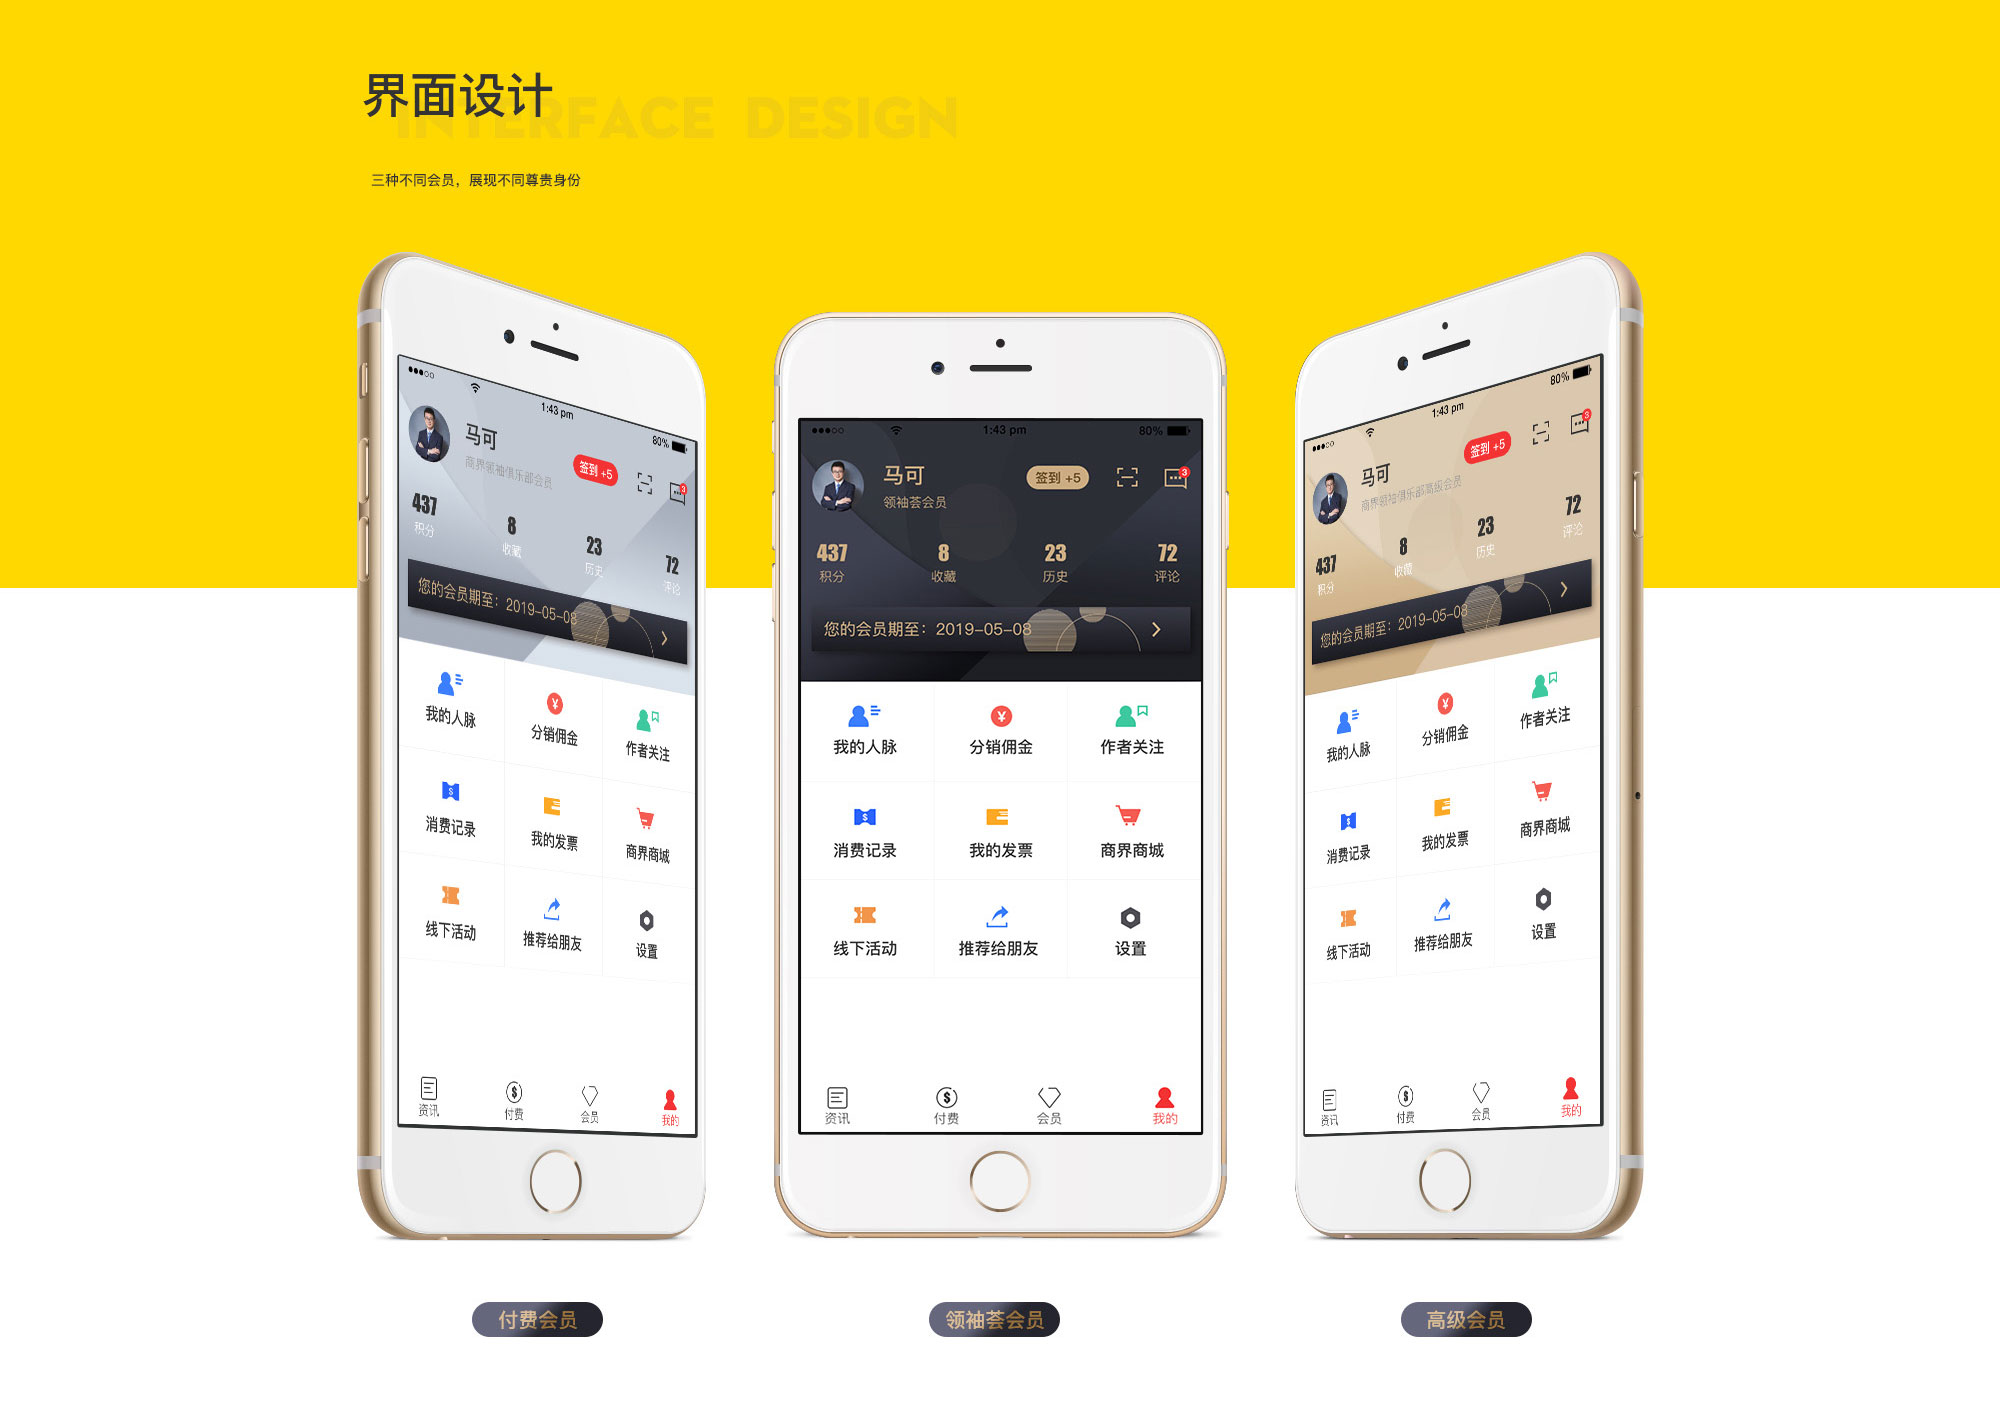 界面设计
INTERFACE DESIGN
三种不同会员，展现不同尊贵身份
1:43 pm
80%
马可
商界领袖俱乐部会员
签到 +5
3
437
8
23
72
积分
收藏
历史
评论
您的会员期至：2019-05-08
我的人脉
分销佣金
作者关注
消费记录
我的发票
商界商城
线下活动
推荐给朋友
设置
资讯
付费
会员
我的
付费会员
1:43 pm
80%
马可
领袖荟会员
签到 +5
3
437
8
23
72
积分
收藏
历史
评论
您的会员期至：2019-05-08
我的人脉
分销佣金
作者关注
消费记录
我的发票
商界商城
线下活动
推荐给朋友
设置
资讯
付费
会员
我的
领袖荟会员
1:43 pm
80%
马可
商界领袖俱乐部高级会员
签到 +5
3
437
8
23
72
积分
收藏
历史
评论
您的会员期至：2019-05-08
我的人脉
分销佣金
作者关注
消费记录
我的发票
商界商城
线下活动
推荐给朋友
设置
资讯
付费
会员
我的
高级会员